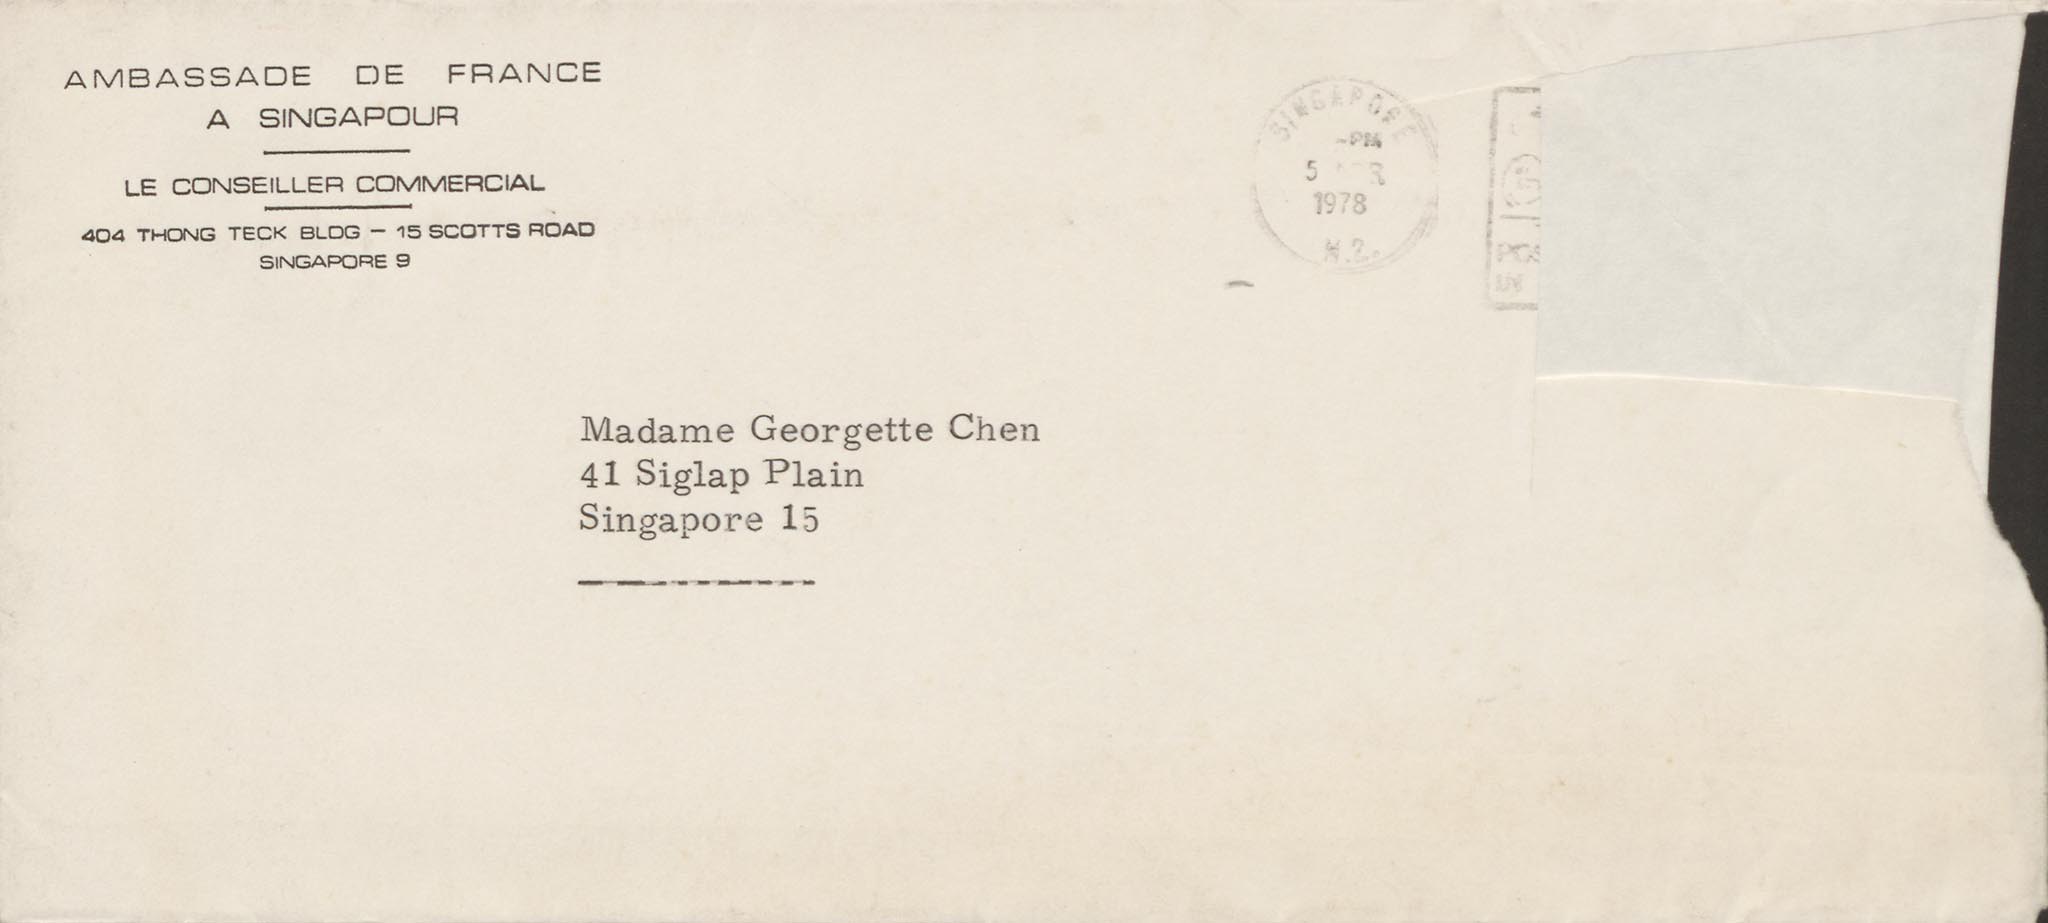 AMBASSADE DE FRANCE
A SINGAPOUR
LE CONSEILLER COMMERCIAL
404 THONG TECK BLDG – 15 SCOTTS ROAD
SINGAPORE 9
SINGAPORE
-PM
5
1978
Madame Georgette Chen
41 Siglap Plain
Singapore 15